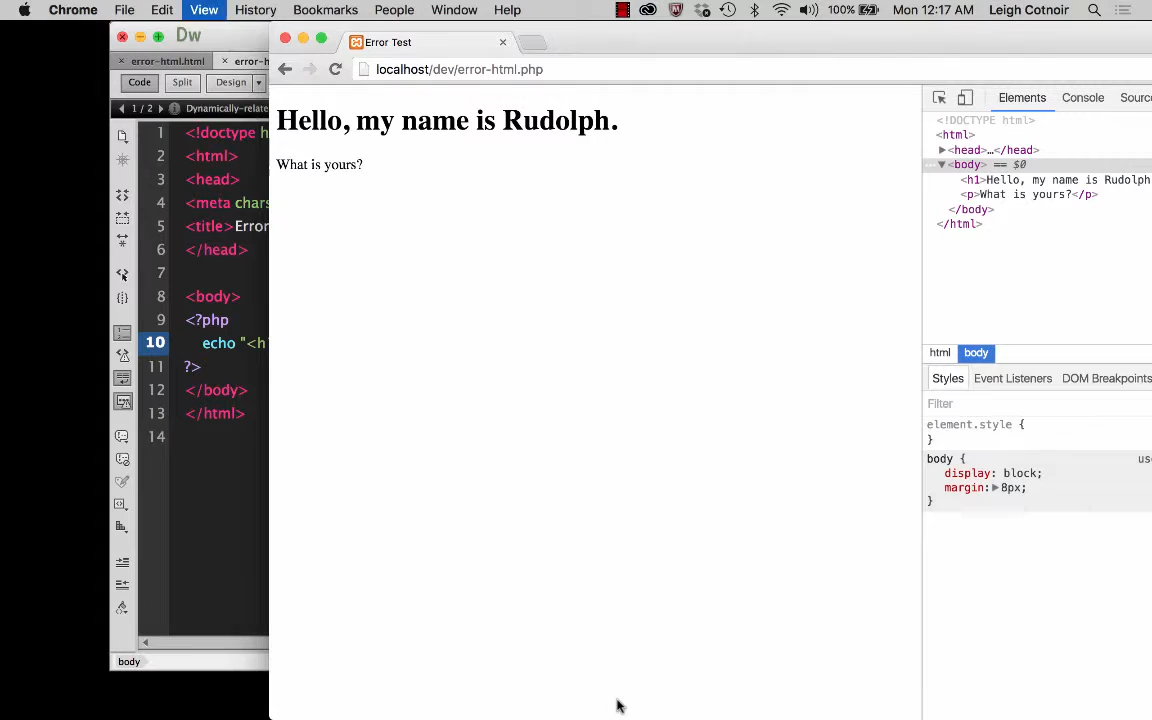 Chrome File Edit View History Bookmarks People Window Help 100% Mon 12:17 AM Leigh Cotnoir
Dw
error-html.html error-h
Code Split Design
1 / 2 Dynamically-relate
1 <!doctype h
2 <html>
3 <head>
4 <meta chars
5 <title>Error
6 </head>
7
8 <body>
9 <?php
10 echo "<h
11 ?>
12 </body>
13 </html>
14
body
Error Test
localhost/dev/error-html.php
Hello, my name is Rudolph.
What is yours?
Elements Console Sourc
<!DOCTYPE html>
<html>
<head>…</head>
<body> == $0
<h1>Hello, my name is Rudolph
<p>What is yours?</p>
</body>
</html>
html body
Styles Event Listeners DOM Breakpoints
Filter
element.style {
}
body { use
display: block;
margin: 8px;
}